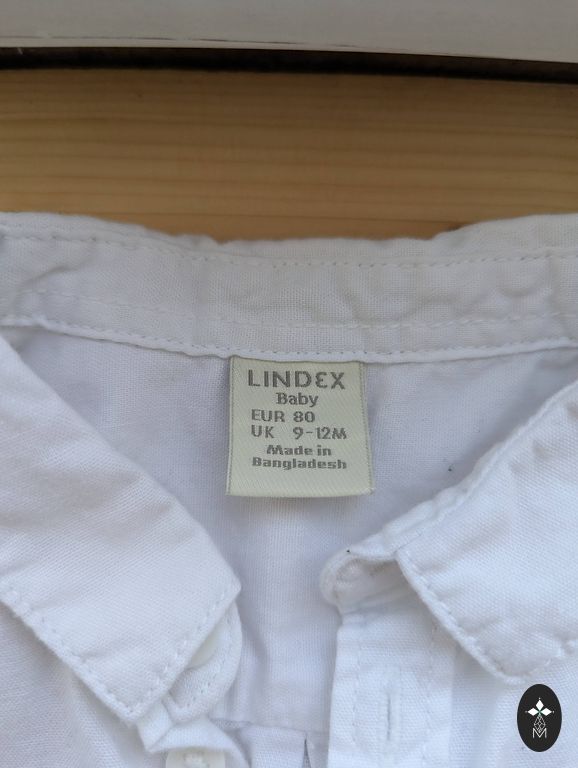 LINDEX
Baby
EUR 80
UK 9-12M
Made in
Bangladesh
M